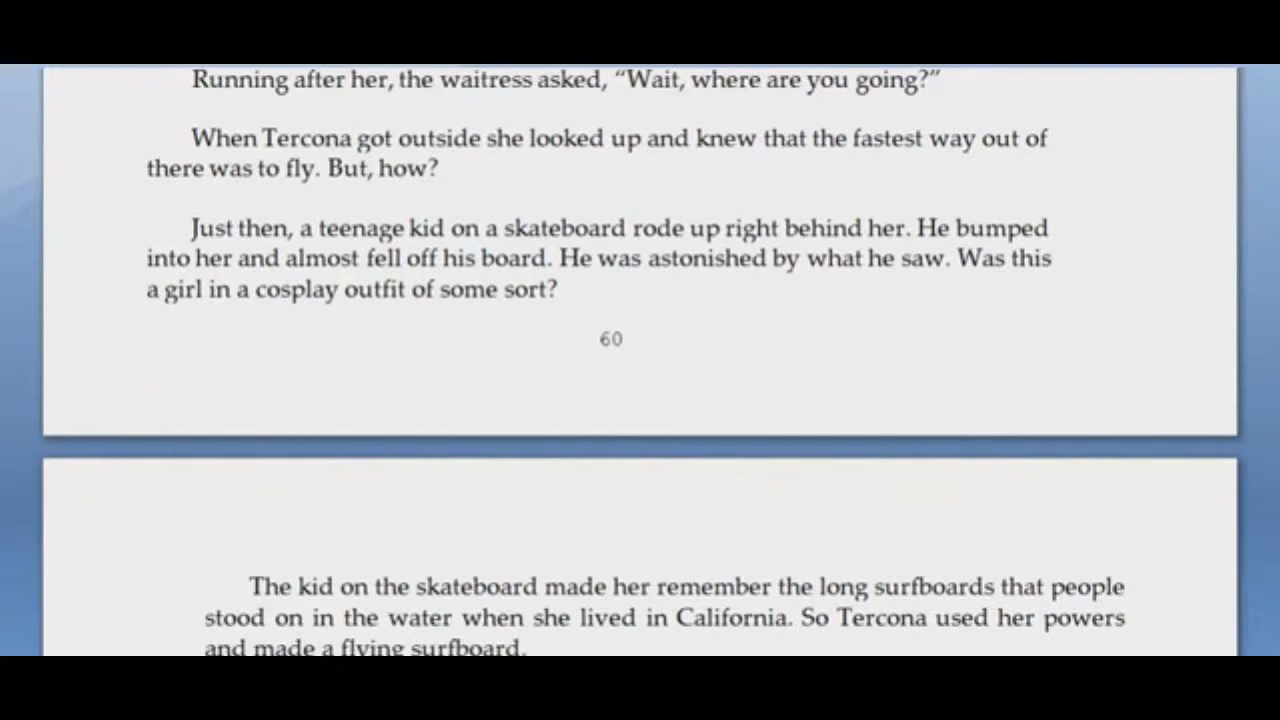 Running after her, the waitress asked, “Wait, where are you going?”
When Tercona got outside she looked up and knew that the fastest way out of
there was to fly. But, how?
Just then, a teenage kid on a skateboard rode up right behind her. He bumped
into her and almost fell off his board. He was astonished by what he saw. Was this
a girl in a cosplay outfit of some sort?
60
The kid on the skateboard made her remember the long surfboards that people
stood on in the water when she lived in California. So Tercona used her powers
and made a flying surfboard.